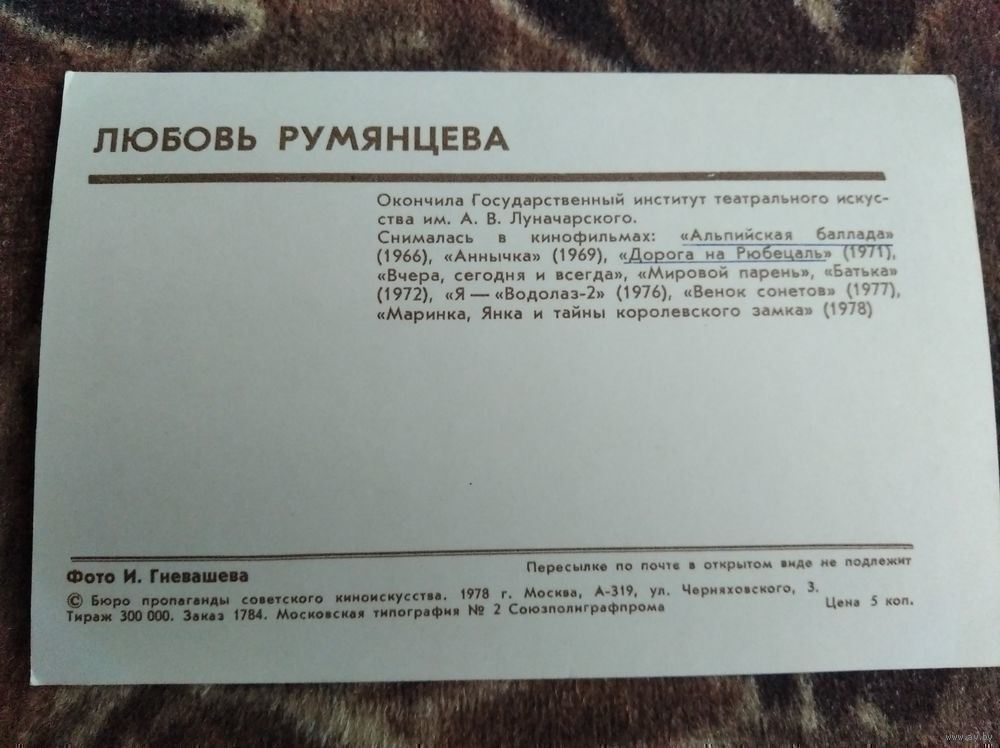 ЛЮБОВЬ РУМЯНЦЕВА
Окончила Государственный институт театрального искус-
ства им. А. В. Луначарского.
Снималась в кинофильмах: «Альпийская баллада»
(1966), «Аннычка» (1969), «Дорога на Рюбецаль» (1971),
«Вчера, сегодня и всегда», «Мировой парень», «Батька»
(1972), «Я — «Водолаз-2» (1976), «Венок сонетов» (1977),
«Маринка, Янка и тайны королевского замка» (1978)
Пересылке по почте в открытом виде не подлежит
Фото И. Гневашева
© Бюро пропаганды советского киноискусства. 1978 г. Москва, А-319, ул. Черняховского, 3.
Тираж 300 000. Заказ 1784. Московская типография № 2 Союзполиграфпрома
Цена 5 коп.
www.ay.by